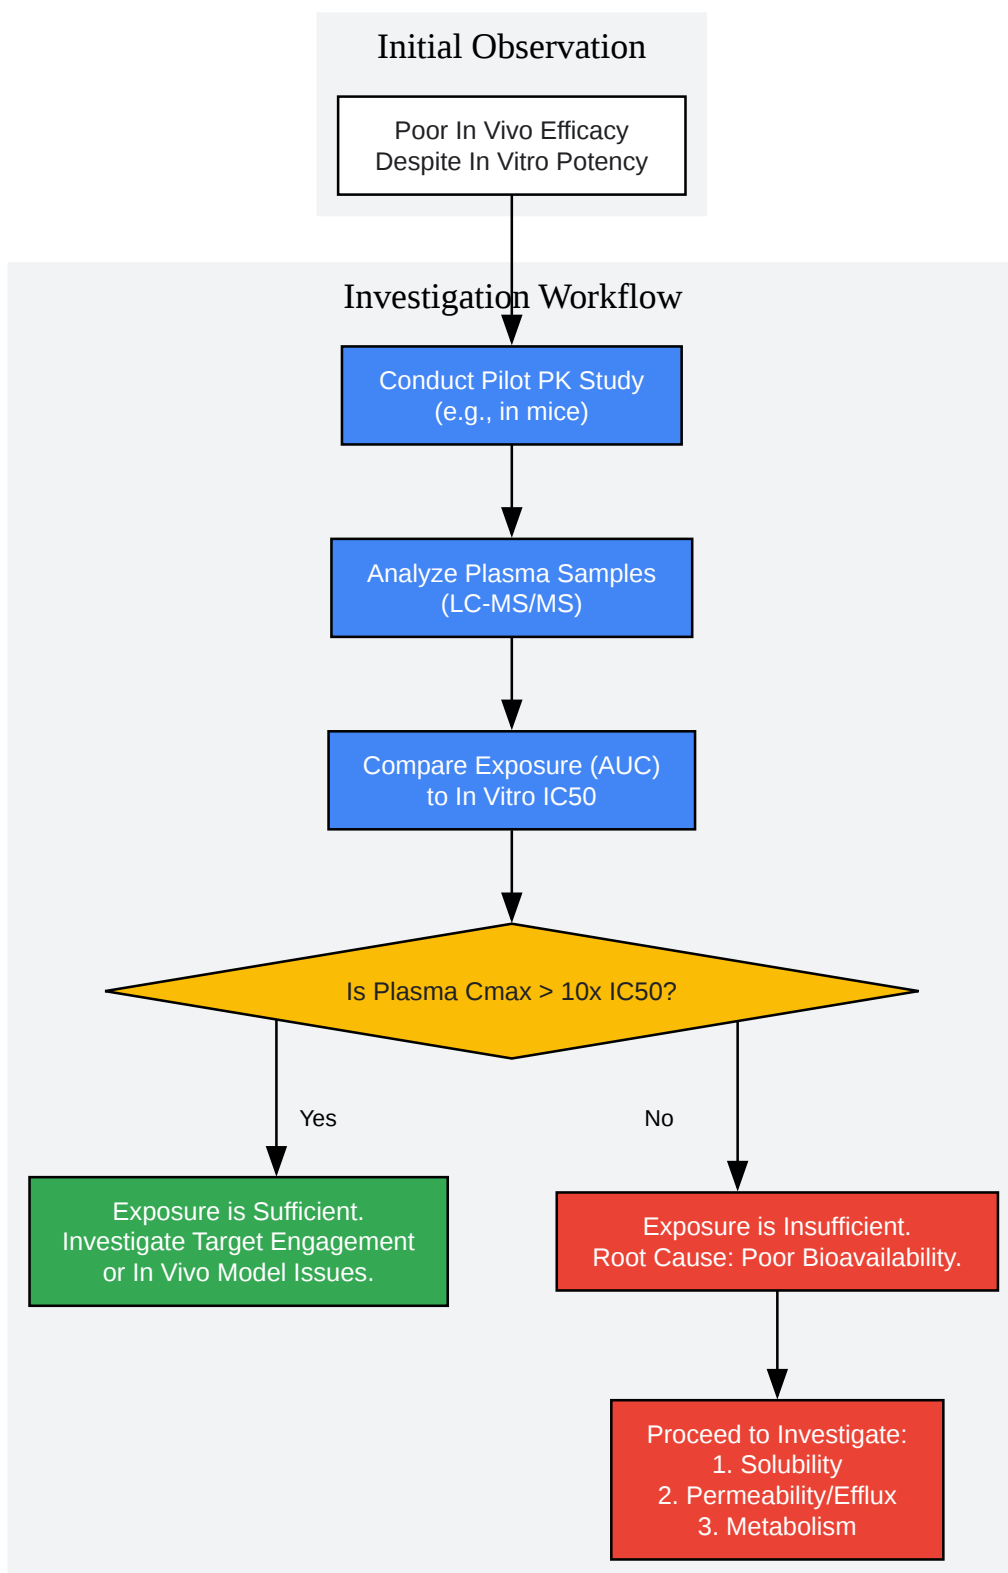 Initial Observation
Poor In Vivo Efficacy
Despite In Vitro Potency
Investigation Workflow
Conduct Pilot PK Study
(e.g., in mice)
Analyze Plasma Samples
(LC-MS/MS)
Compare Exposure (AUC)
to In Vitro IC50
Is Plasma Cmax > 10x IC50?
Yes
No
Exposure is Sufficient.
Investigate Target Engagement
or In Vivo Model Issues.
Exposure is Insufficient.
Root Cause: Poor Bioavailability.
Proceed to Investigate:
1. Solubility
2. Permeability/Efflux
3. Metabolism